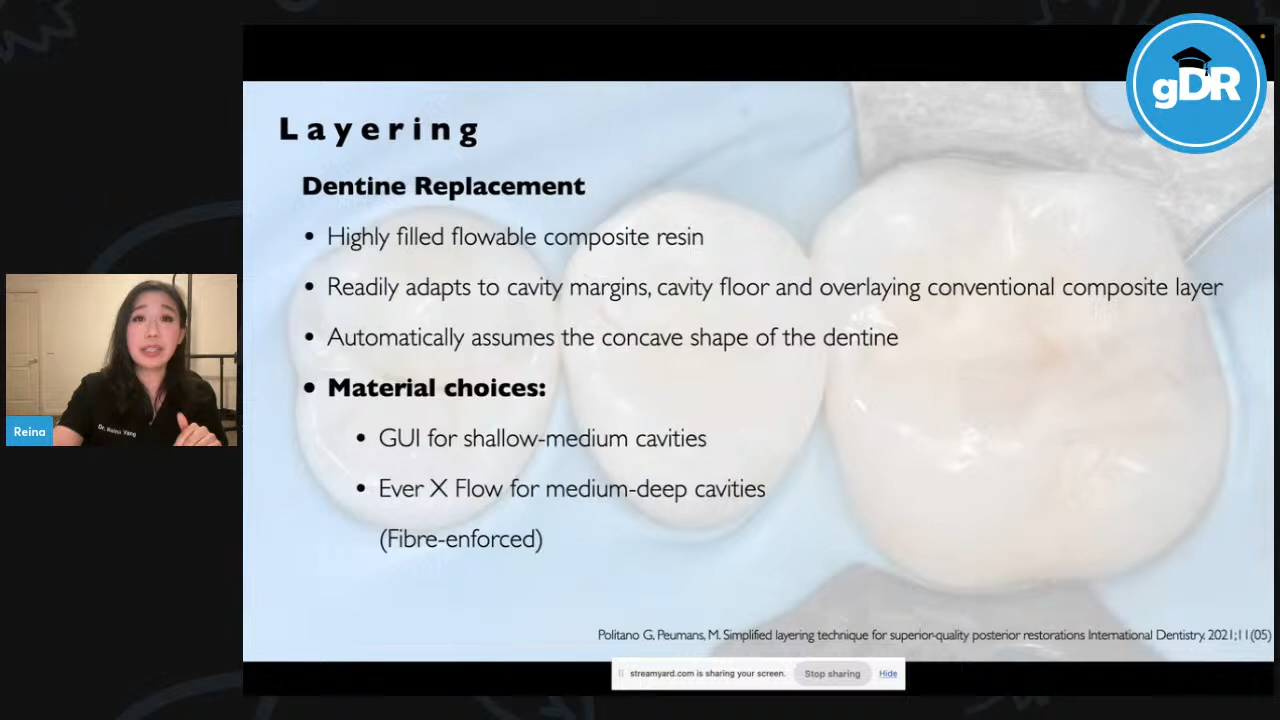 gDR
Layering
Dentine Replacement
• Highly filled flowable composite resin
• Readily adapts to cavity margins, cavity floor and overlaying conventional composite layer
• Automatically assumes the concave shape of the dentine
• Material choices:
• GUI for shallow-medium cavities
• Ever X Flow for medium-deep cavities
(Fibre-enforced)
Dr. Reina Vang
Reina
Politano G, Peumans, M. Simplified layering technique for superior-quality posterior restorations International Dentistry. 2021;11(05)
streamyard.com is sharing your screen. Stop sharing Hide